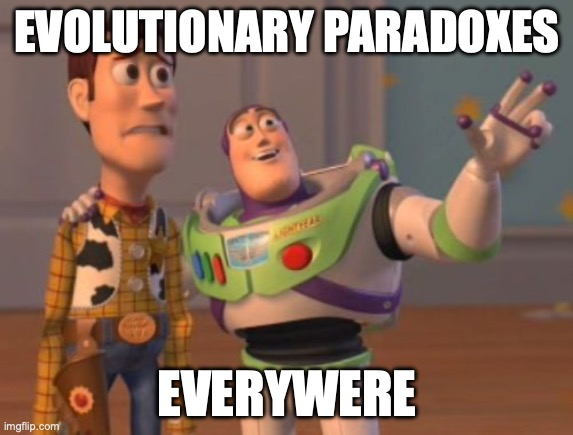 EVOLUTIONARY PARADOXES
LIGHTYEAR
EVERYWERE
imgflip.com